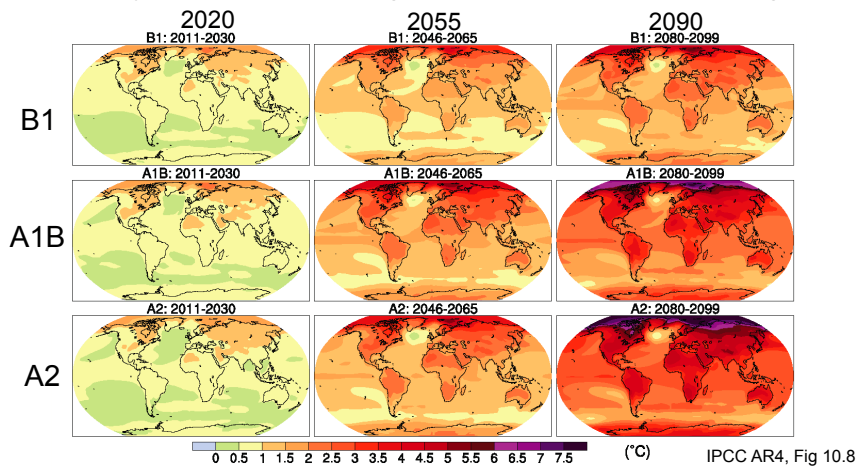 2020 2055 2090
B1: 2011-2030 B1: 2046-2065 B1: 2080-2099
B1
A1B: 2011-2030 A1B: 2046-2065 A1B: 2080-2099
A1B
A2: 2011-2030 A2: 2046-2065 A2: 2080-2099
A2
0 0.5 1 1.5 2 2.5 3 3.5 4 4.5 5 5.5 6 6.5 7 7.5 (°C) IPCC AR4, Fig 10.8